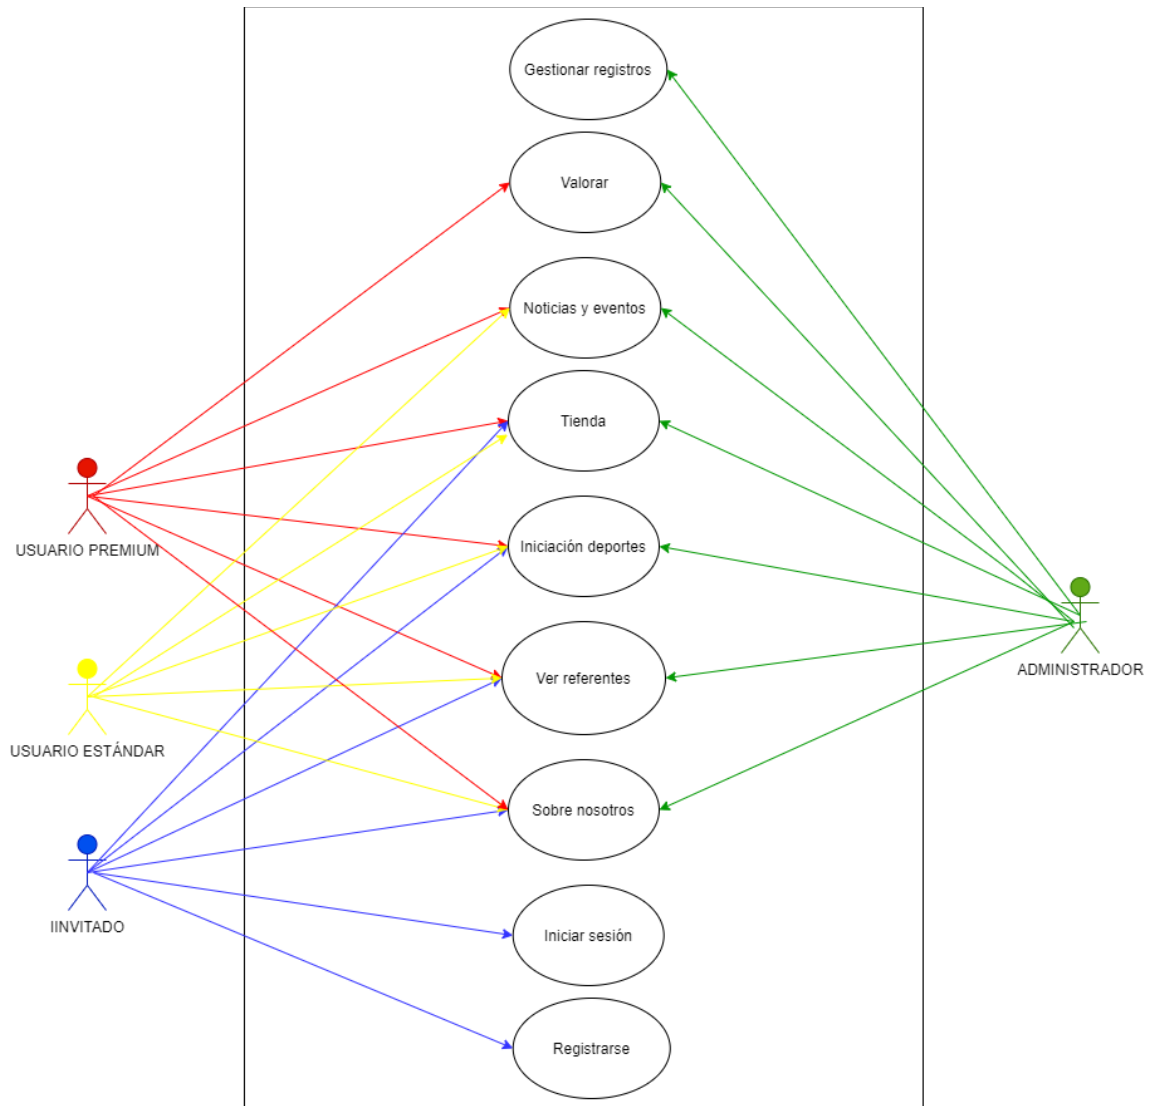 Gestionar registros
Valorar
Noticias y eventos
Tienda
USUARIO PREMIUM
Iniciación deportes
ADMINISTRADOR
Ver referentes
USUARIO ESTÁNDAR
Sobre nosotros
IINVITADO
Iniciar sesión
Registrarse